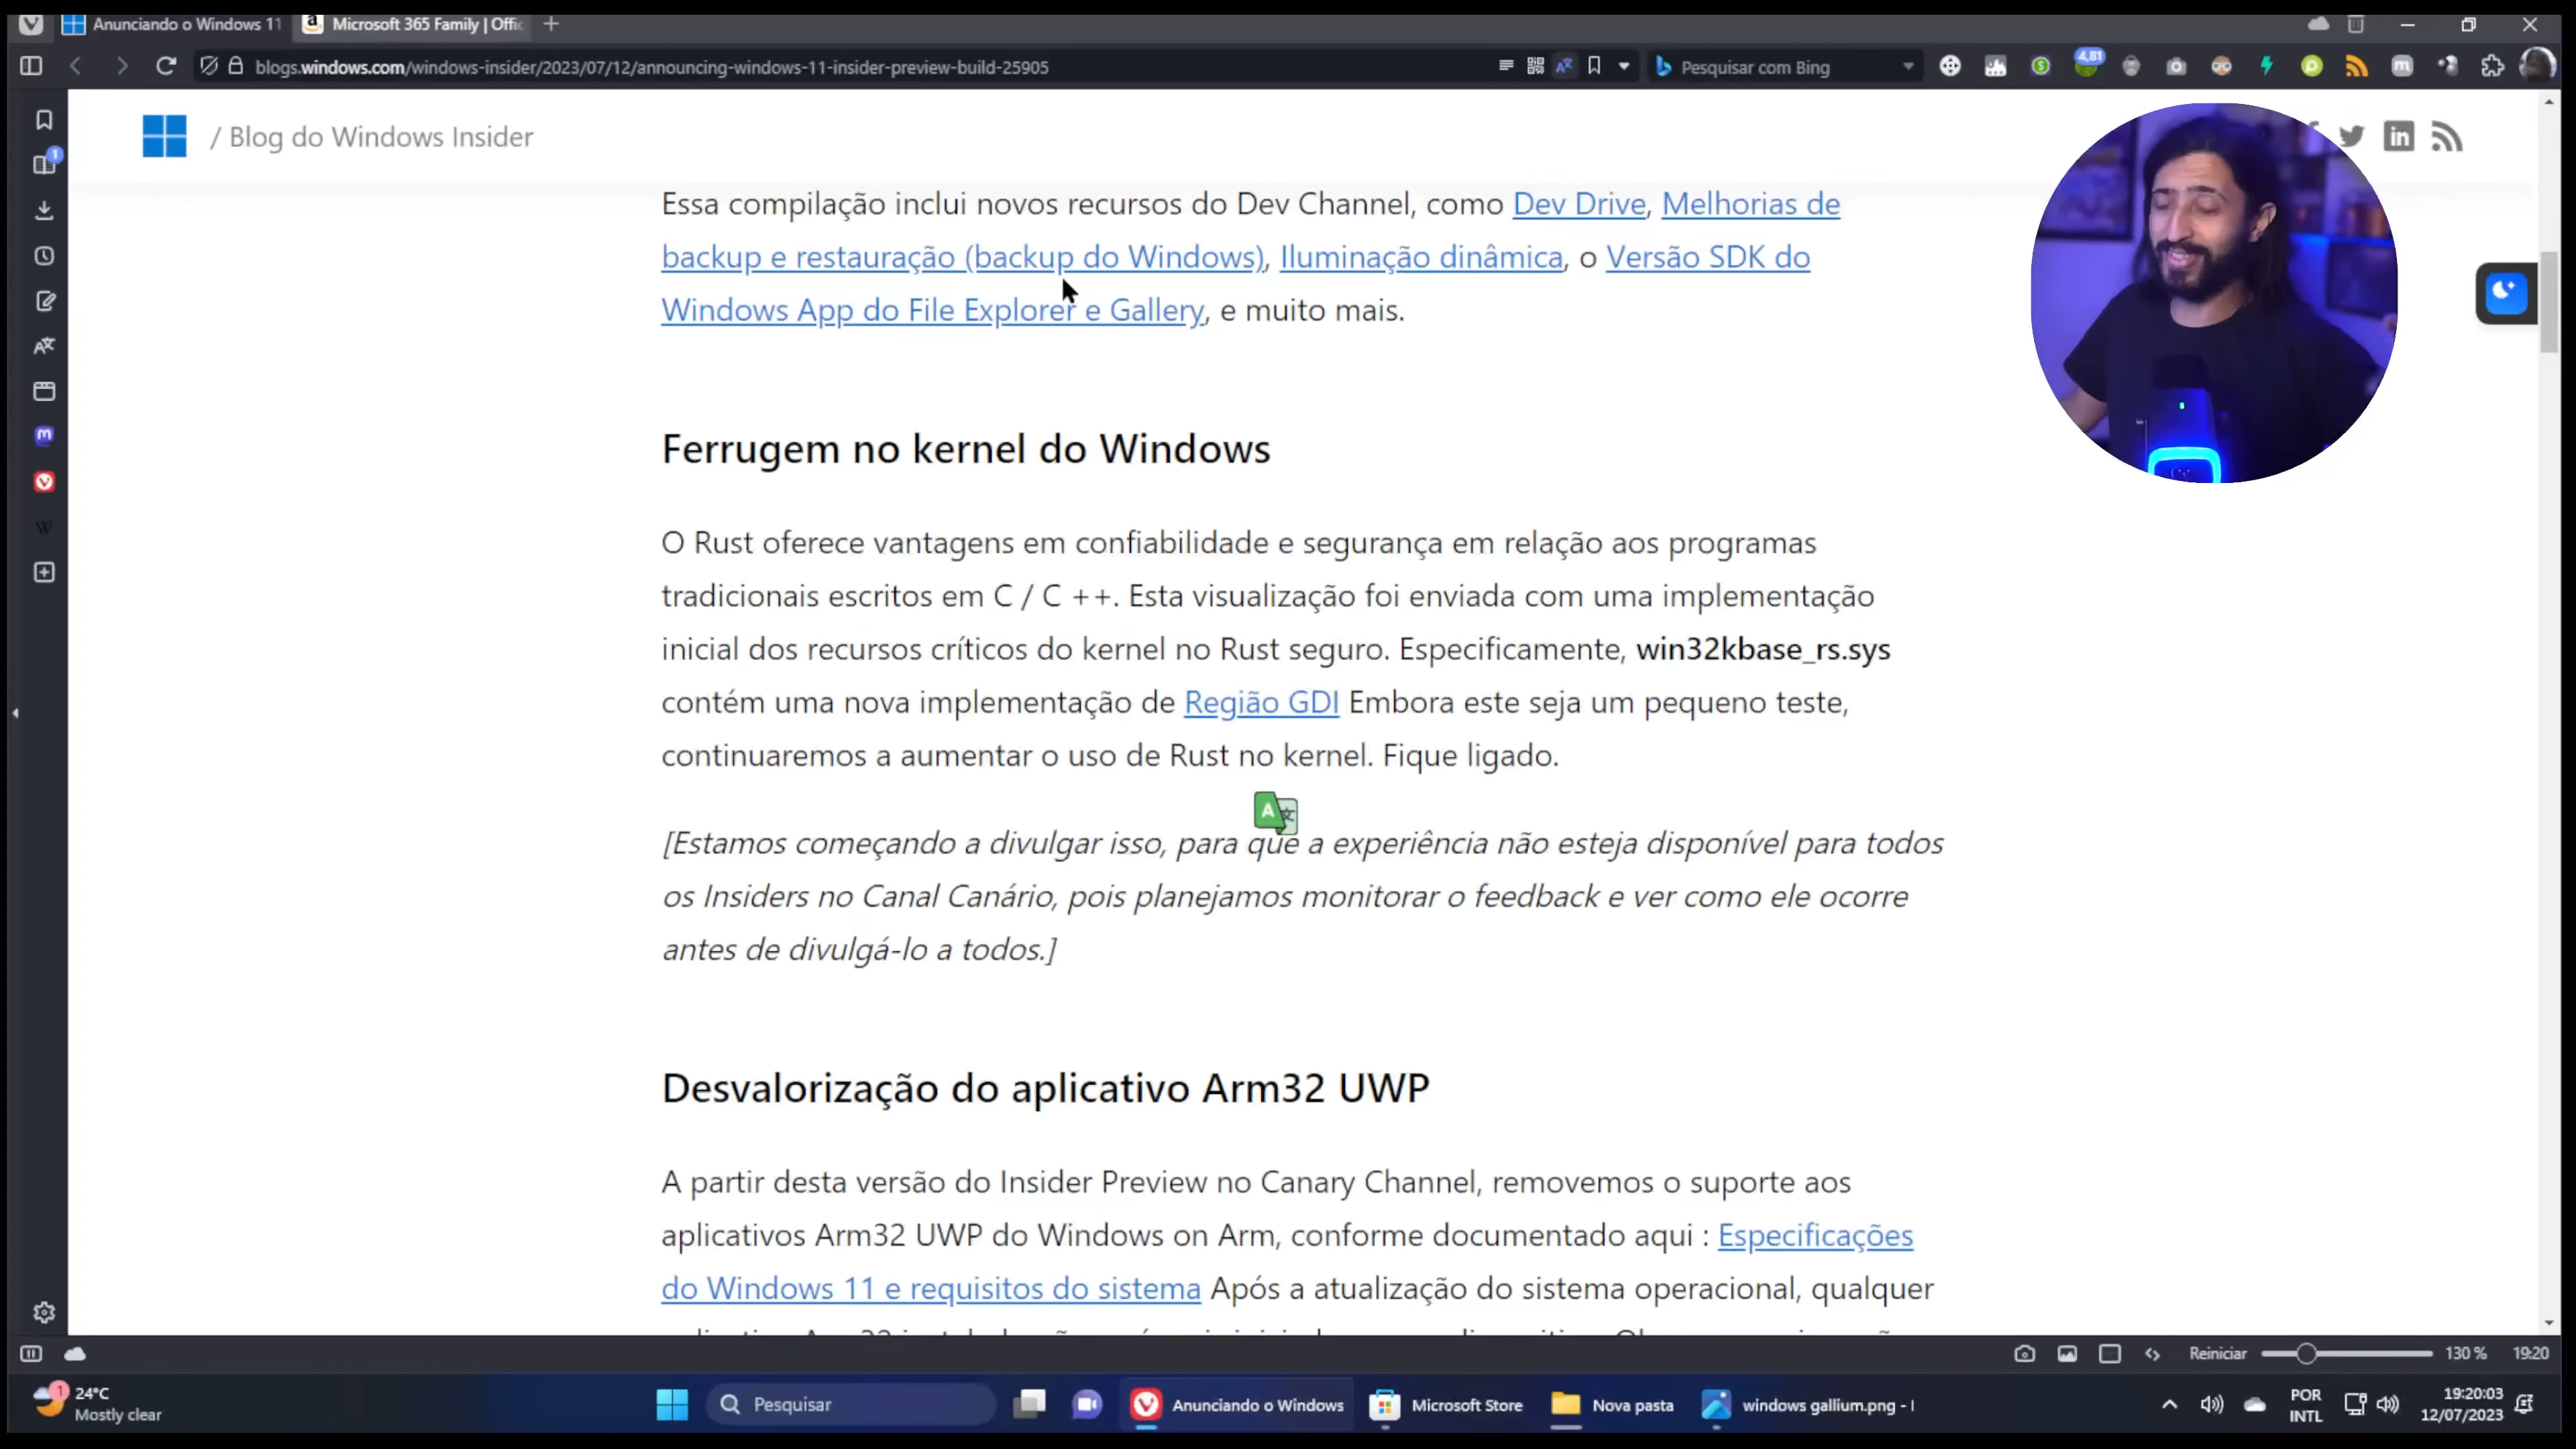 Anunciando o Windows 11
Microsoft 365 Family | Offic
blogs.windows.com/windows-insider/2023/07/12/announcing-windows-11-insider-preview-build-25905
Pesquisar com Bing
4,81
/ Blog do Windows Insider
1
Essa compilação inclui novos recursos do Dev Channel, como Dev Drive, Melhorias de
backup e restauração (backup do Windows), Iluminação dinâmica, o Versão SDK do
Windows App do File Explorer e Gallery, e muito mais.
Ferrugem no kernel do Windows
O Rust oferece vantagens em confiabilidade e segurança em relação aos programas
tradicionais escritos em C / C ++. Esta visualização foi enviada com uma implementação
inicial dos recursos críticos do kernel no Rust seguro. Especificamente, win32kbase_rs.sys
contém uma nova implementação de Região GDI Embora este seja um pequeno teste,
continuaremos a aumentar o uso de Rust no kernel. Fique ligado.
[Estamos começando a divulgar isso, para que a experiência não esteja disponível para todos
os Insiders no Canal Canário, pois planejamos monitorar o feedback e ver como ele ocorre
antes de divulgá-lo a todos.]
Desvalorização do aplicativo Arm32 UWP
A partir desta versão do Insider Preview no Canary Channel, removemos o suporte aos
aplicativos Arm32 UWP do Windows on Arm, conforme documentado aqui : Especificações
do Windows 11 e requisitos do sistema Após a atualização do sistema operacional, qualquer
Reiniciar
130 %
19:20
1
24°C
Mostly clear
Pesquisar
Anunciando o Windows
Microsoft Store
Nova pasta
windows gallium.png -
POR
INTL
19:20:03
12/07/2023